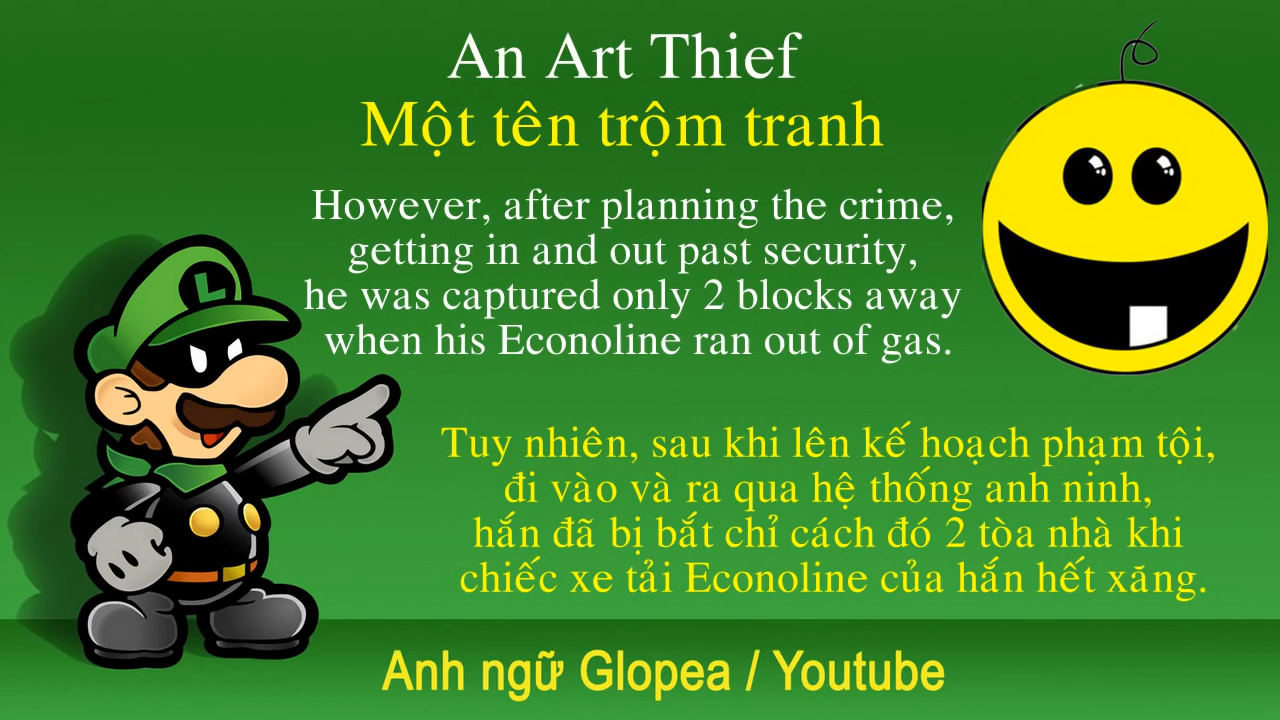 An Art Thief
Một tên trộm tranh
However, after planning the crime,
getting in and out past security,
he was captured only 2 blocks away
when his Econoline ran out of gas.
L
Tuy nhiên, sau khi lên kế hoạch phạm tội,
đi vào và ra qua hệ thống anh ninh,
hắn đã bị bắt chỉ cách đó 2 tòa nhà khi
chiếc xe tải Econoline của hắn hết xăng.
Anh ngữ Glopea / Youtube